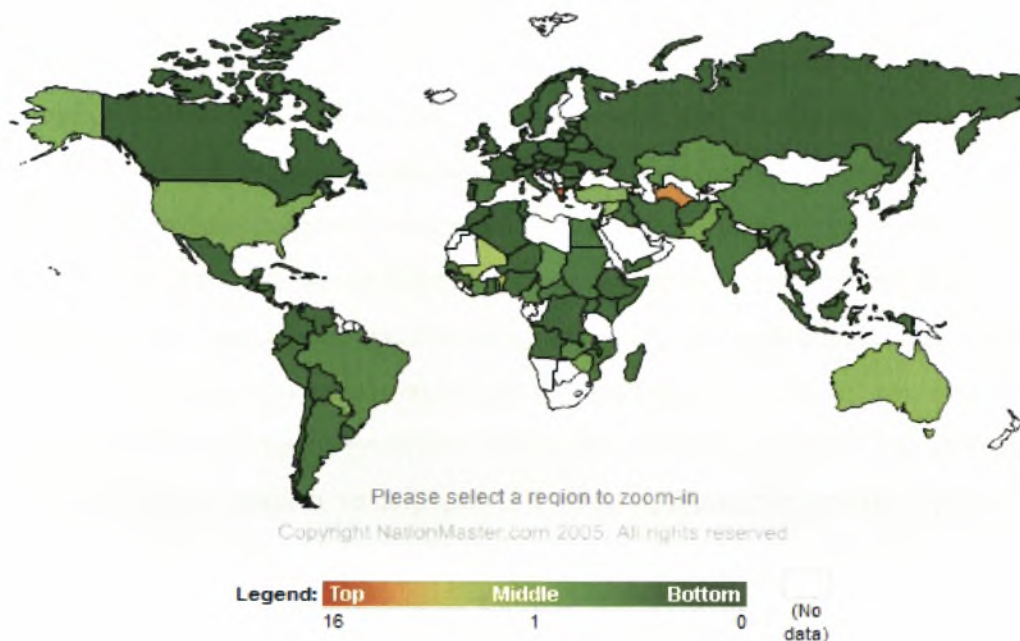 Please select a region to zoom-in
Copyright NationMaster.com 2005. All rights reserved
Legend: Top Middle Bottom
16 1 0 (No data)